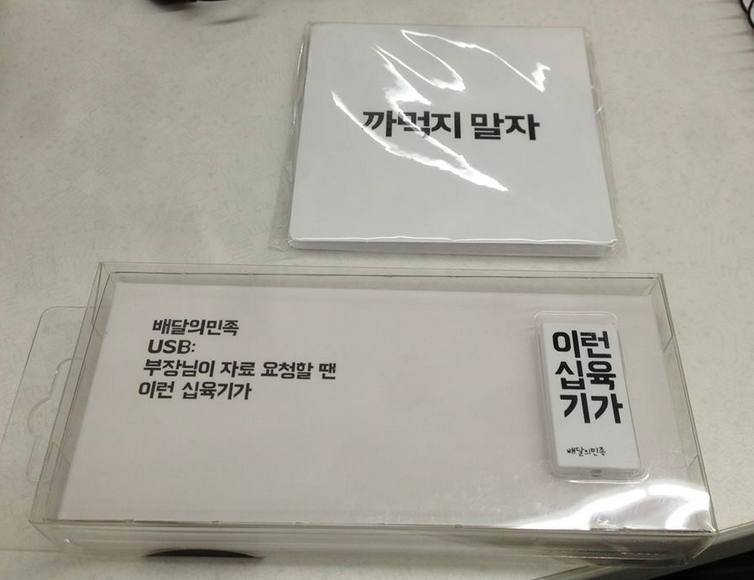 까먹지 말자
배달의민족
USB:
부장님이 자료 요청할 땐
이런 십육기가
이런
십육
기가
배달의민족